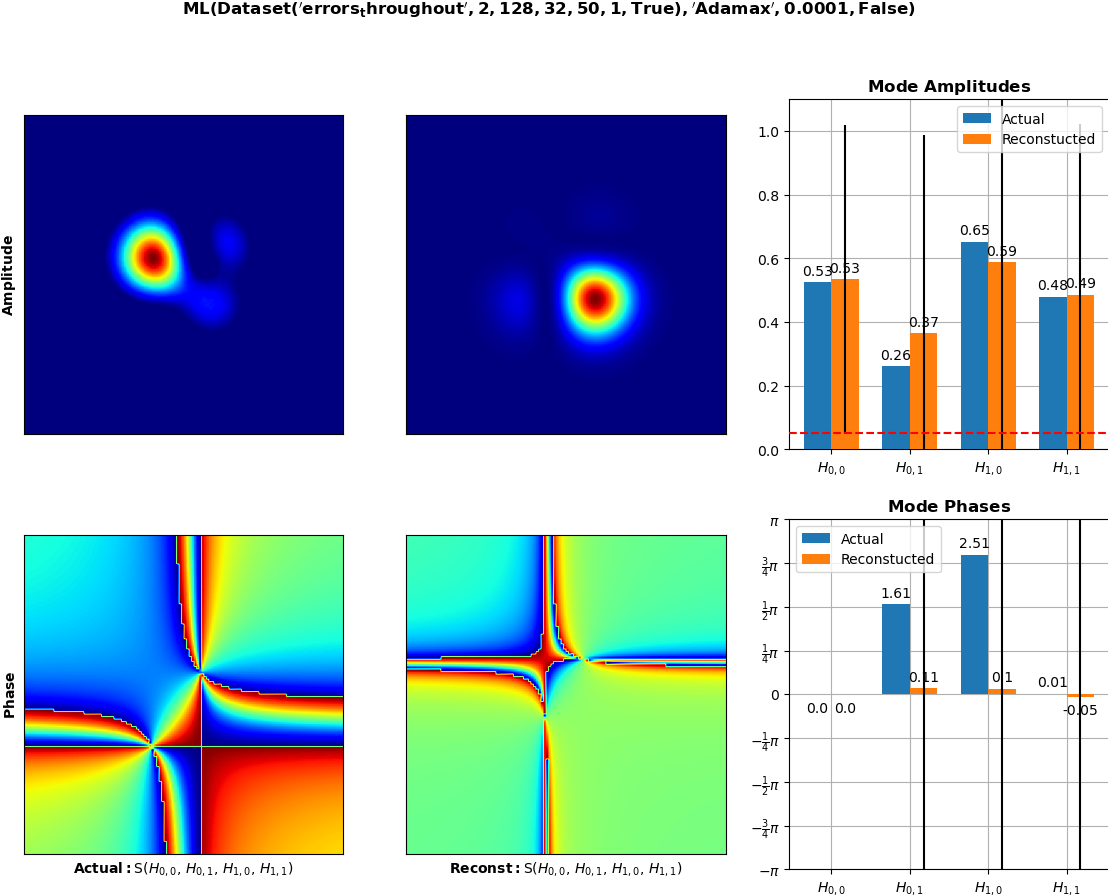 ML(Dataset('errors_throughout', 2, 128, 32, 50, 1, True), 'Adamax', 0.0001, False)
Mode Amplitudes
Amplitude
Actual
Reconstucted
1.0
0.8
0.6
0.4
0.2
0.0
0.53
0.53
0.26
0.37
0.65
0.59
0.48
0.49
H0,0
H0,1
H1,0
H1,1
Mode Phases
Phase
Actual
Reconstucted
π
3/4π
1/2π
1/4π
0
−1/4π
−1/2π
−3/4π
−π
0.0
0.0
1.61
0.11
2.51
0.1
0.01
-0.05
H0,0
H0,1
H1,0
H1,1
Actual: S(H0,0, H0,1, H1,0, H1,1)
Reconst: S(H0,0, H0,1, H1,0, H1,1)